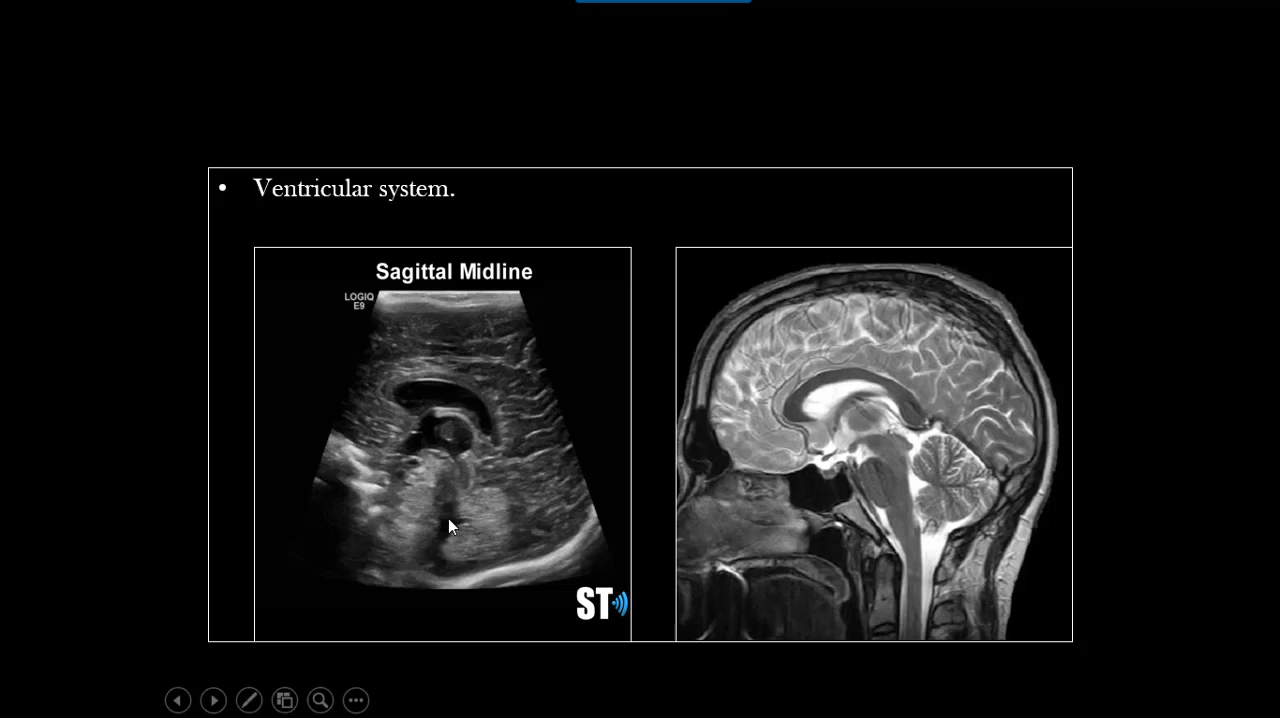 • Ventricular system.
Sagittal Midline
LOGIQ
E9
ST